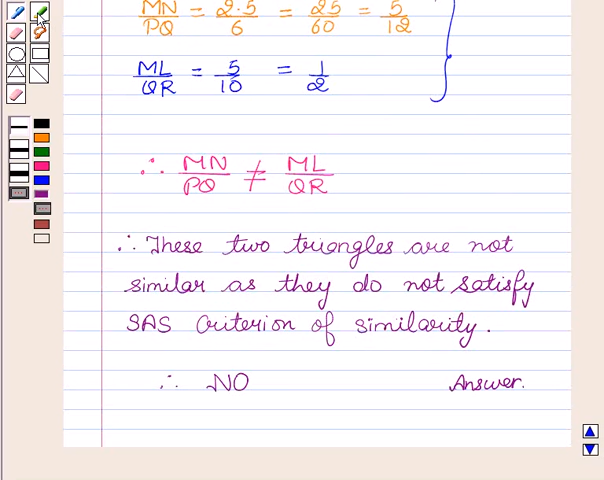 MN/PQ = 2.5/6 = 25/60 = 5/12
ML/QR = 5/10 = 1/2
∴ MN/PQ ≠ ML/QR
∴ These two triangles are not
similar as they do not satisfy
SAS criterion of similarity.
∴ NO Answer.